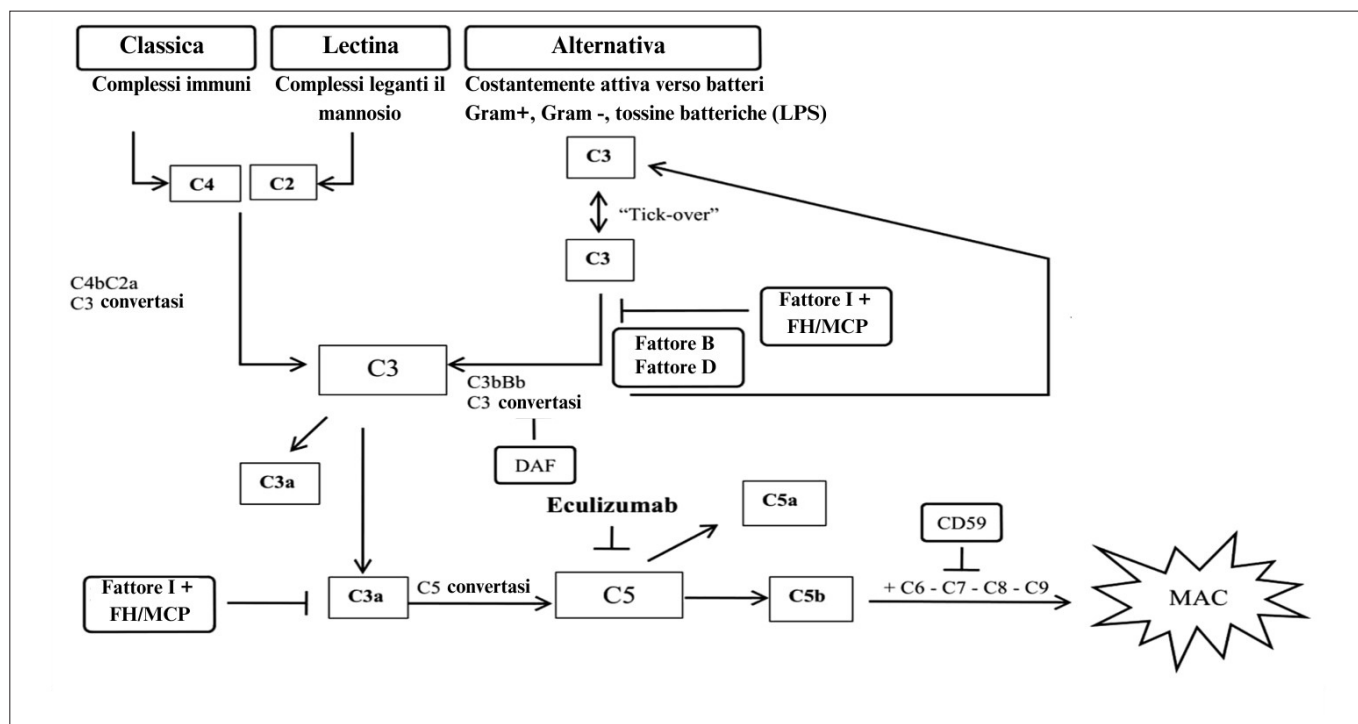 Classica
Lectina
Alternativa
Complessi immuni
Complessi leganti il
mannosio
Costantemente attiva verso batteri
Gram+, Gram -, tossine batteriche (LPS)
C3
C4
C2
“Tick-over”
C3
C4bC2a
C3 convertasi
Fattore I +
FH/MCP
Fattore B
Fattore D
C3
C3bBb
C3 convertasi
C3a
DAF
Eculizumab
C5a
CD59
Fattore I +
FH/MCP
C3a
C5 convertasi
C5
C5b
+ C6 - C7 - C8 - C9
MAC